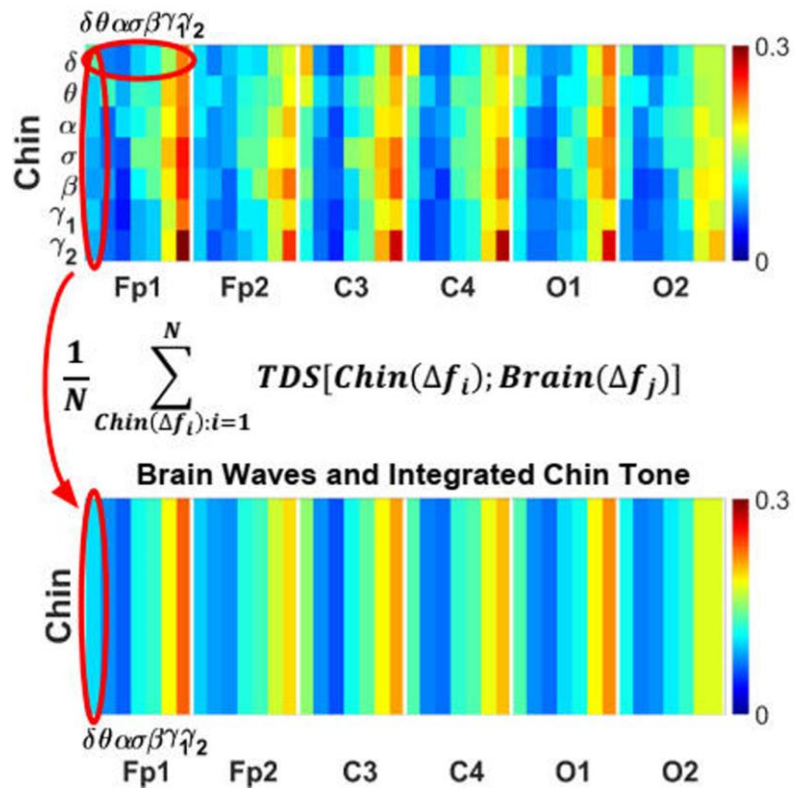 δθασβγ₁γ₂
0.3
δ
θ
α
σ
β
γ₁
γ₂
Chin
0
Fp1 Fp2 C3 C4 O1 O2
1/N ∑_{Chin(Δf_i):i=1}^{N} TDS[Chin(Δf_i);Brain(Δf_j)]
Brain Waves and Integrated Chin Tone
0.3
Chin
0
δθασβγ₁γ₂
Fp1 Fp2 C3 C4 O1 O2